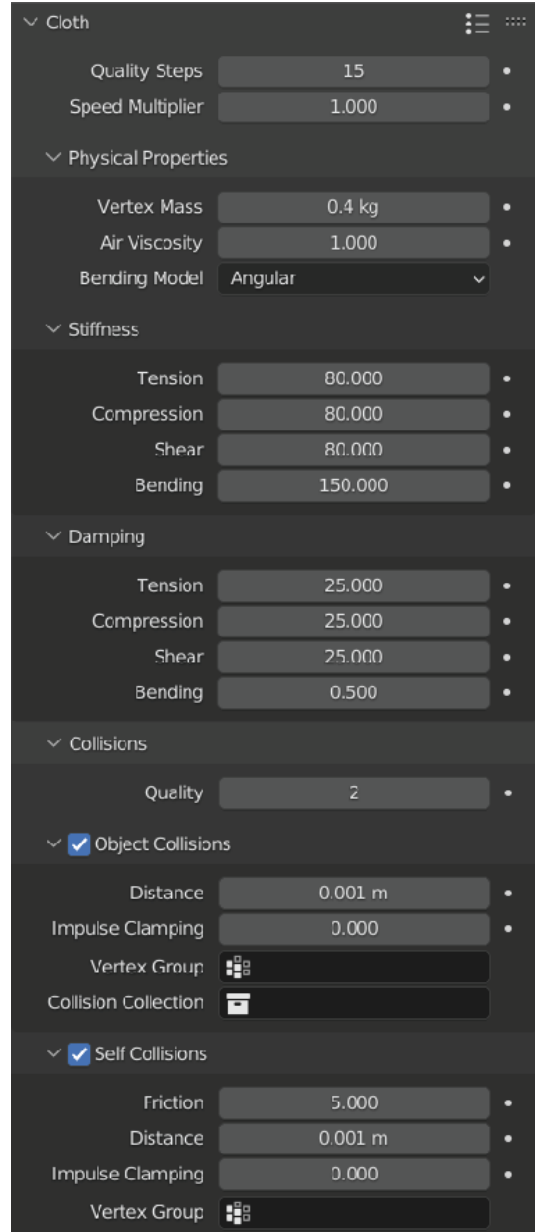 Cloth
Quality Steps 15
Speed Multiplier 1.000
Physical Properties
Vertex Mass 0.4 kg
Air Viscosity 1.000
Bending Model Angular
Stiffness
Tension 80.000
Compression 80.000
Shear 80.000
Bending 150.000
Damping
Tension 25.000
Compression 25.000
Shear 25.000
Bending 0.500
Collisions
Quality 2
Object Collisions
Distance 0.001 m
Impulse Clamping 0.000
Vertex Group
Collision Collection
Self Collisions
Friction 5.000
Distance 0.001 m
Impulse Clamping 0.000
Vertex Group